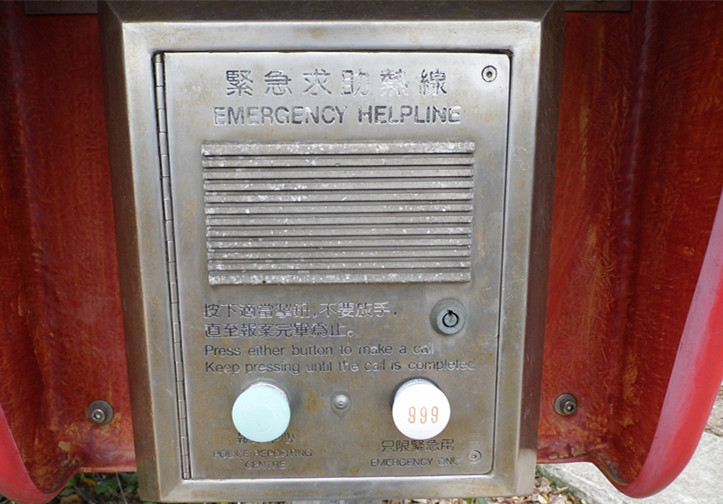 緊急求助熱線
EMERGENCY HELPLINE
按下適當掣鈕,不要放手,
直至報案完畢為止。
Press either button to make a call
Keep pressing until the call is completed
999
只限緊急用
POLICE REPORTING
CENTRE
EMERGENCY ONLY